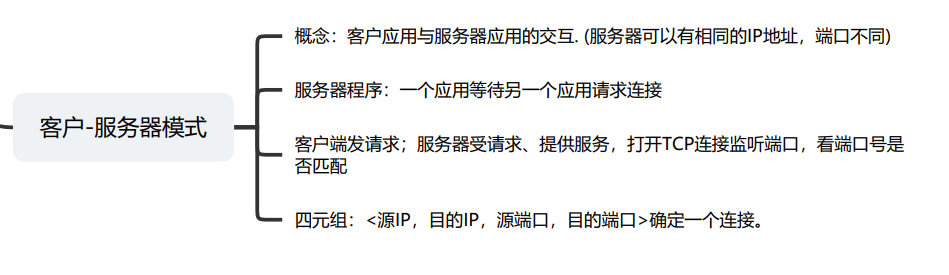 客户-服务器模式
概念：客户应用与服务器应用的交互. (服务器可以有相同的IP地址，端口不同)
服务器程序：一个应用等待另一个应用请求连接
客户端发请求；服务器受请求、提供服务，打开TCP连接监听端口，看端口号是
否匹配
四元组：<源IP，目的IP，源端口，目的端口>确定一个连接。